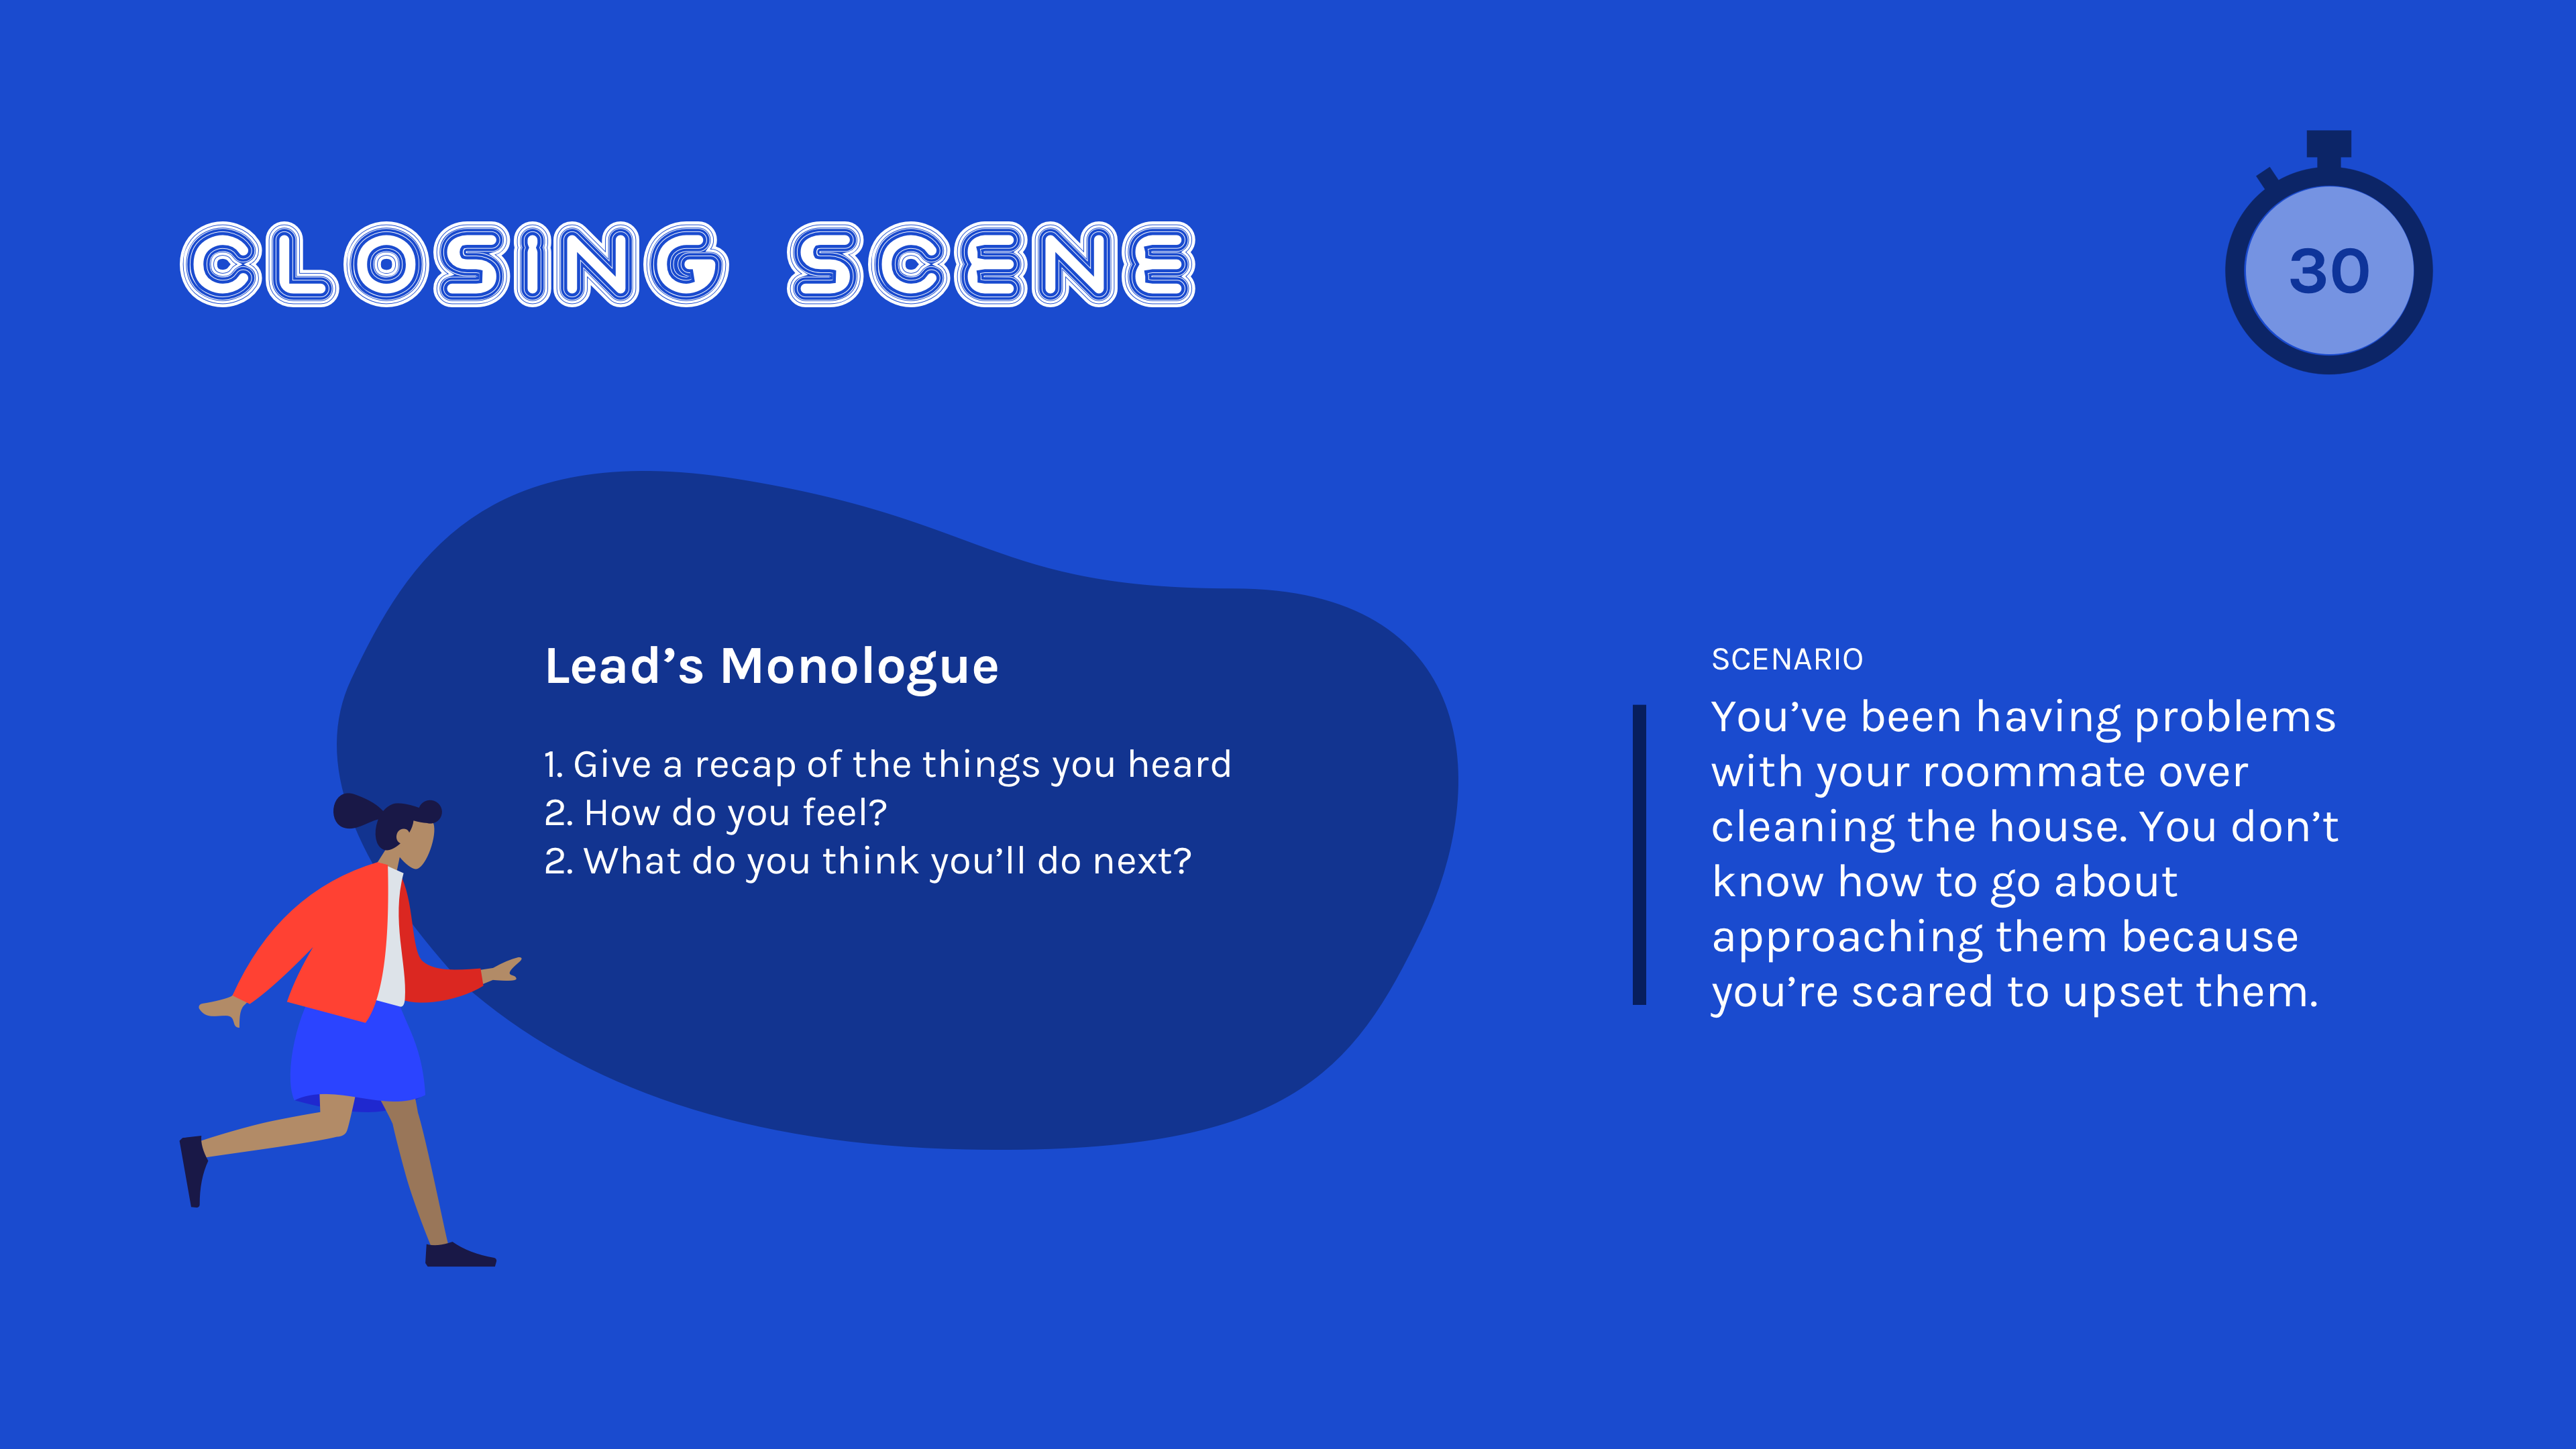 CLOSING SCENE
30
Lead’s Monologue
1. Give a recap of the things you heard
2. How do you feel?
2. What do you think you’ll do next?
SCENARIO
You’ve been having problems
with your roommate over
cleaning the house. You don’t
know how to go about
approaching them because
you’re scared to upset them.